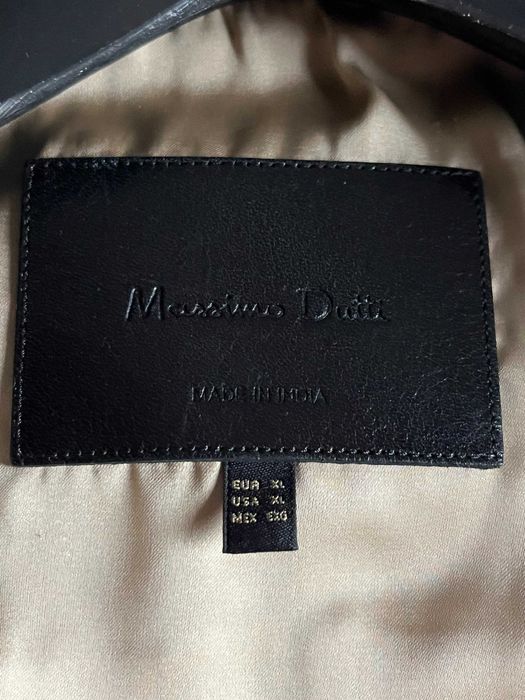 Massimo Dutti
MADE IN INDIA
EUR XL
USA XL
MEX EXG